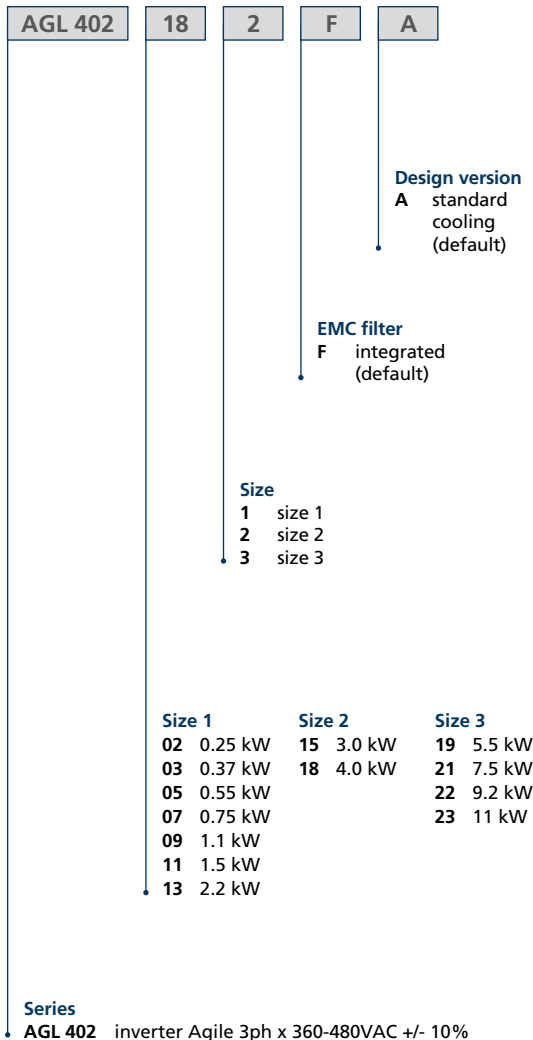 AGL 402 18 2 F A
Design version
A standard
cooling
(default)
EMC filter
F integrated
(default)
Size
1 size 1
2 size 2
3 size 3
Size 1 Size 2 Size 3
02 0.25 kW 15 3.0 kW 19 5.5 kW
03 0.37 kW 18 4.0 kW 21 7.5 kW
05 0.55 kW 22 9.2 kW
07 0.75 kW 23 11 kW
09 1.1 kW
11 1.5 kW
13 2.2 kW
Series
AGL 402 inverter Agile 3ph x 360-480VAC +/- 10%